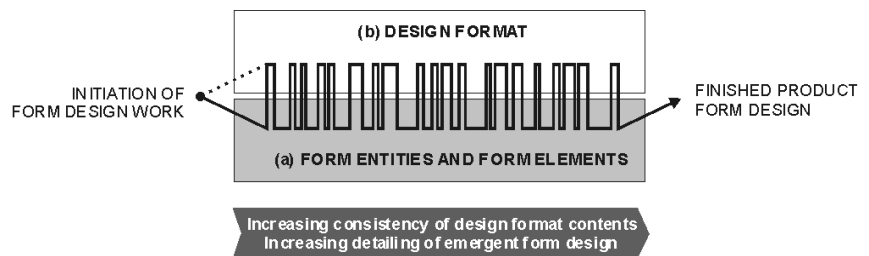 (b) DESIGN FORMAT
INITIATION OF
FORM DESIGN WORK
FINISHED PRODUCT
FORM DESIGN
(a) FORM ENTITIES AND FORM ELEMENTS
Increasing consistency of design format contents
Increasing detailing of emergent form design